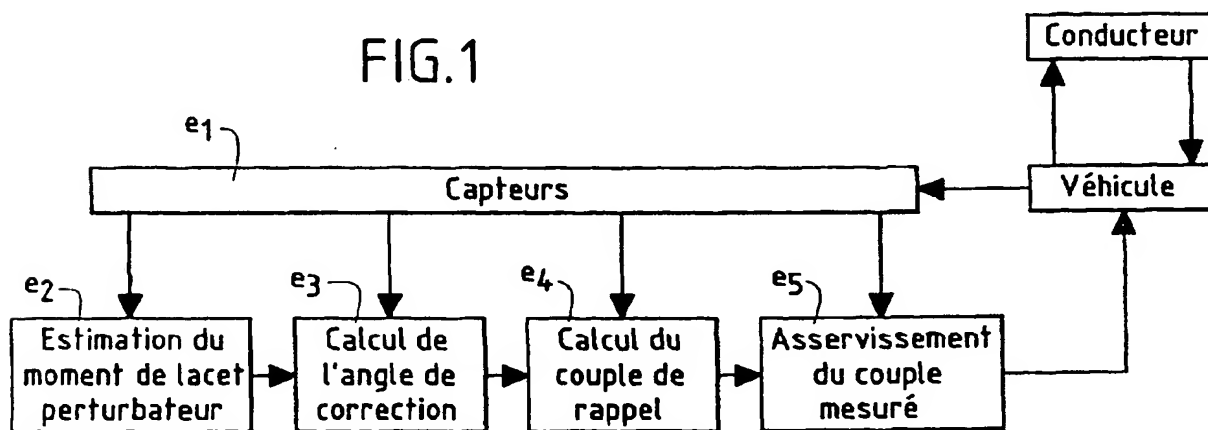 FIG.1
Conducteur
e1
Capteurs
Véhicule
e2
Estimation du
moment de lacet
perturbateur
e3
Calcul de
l'angle de
correction
e4
Calcul du
couple de
rappel
e5
Asservissement
du couple
mesuré